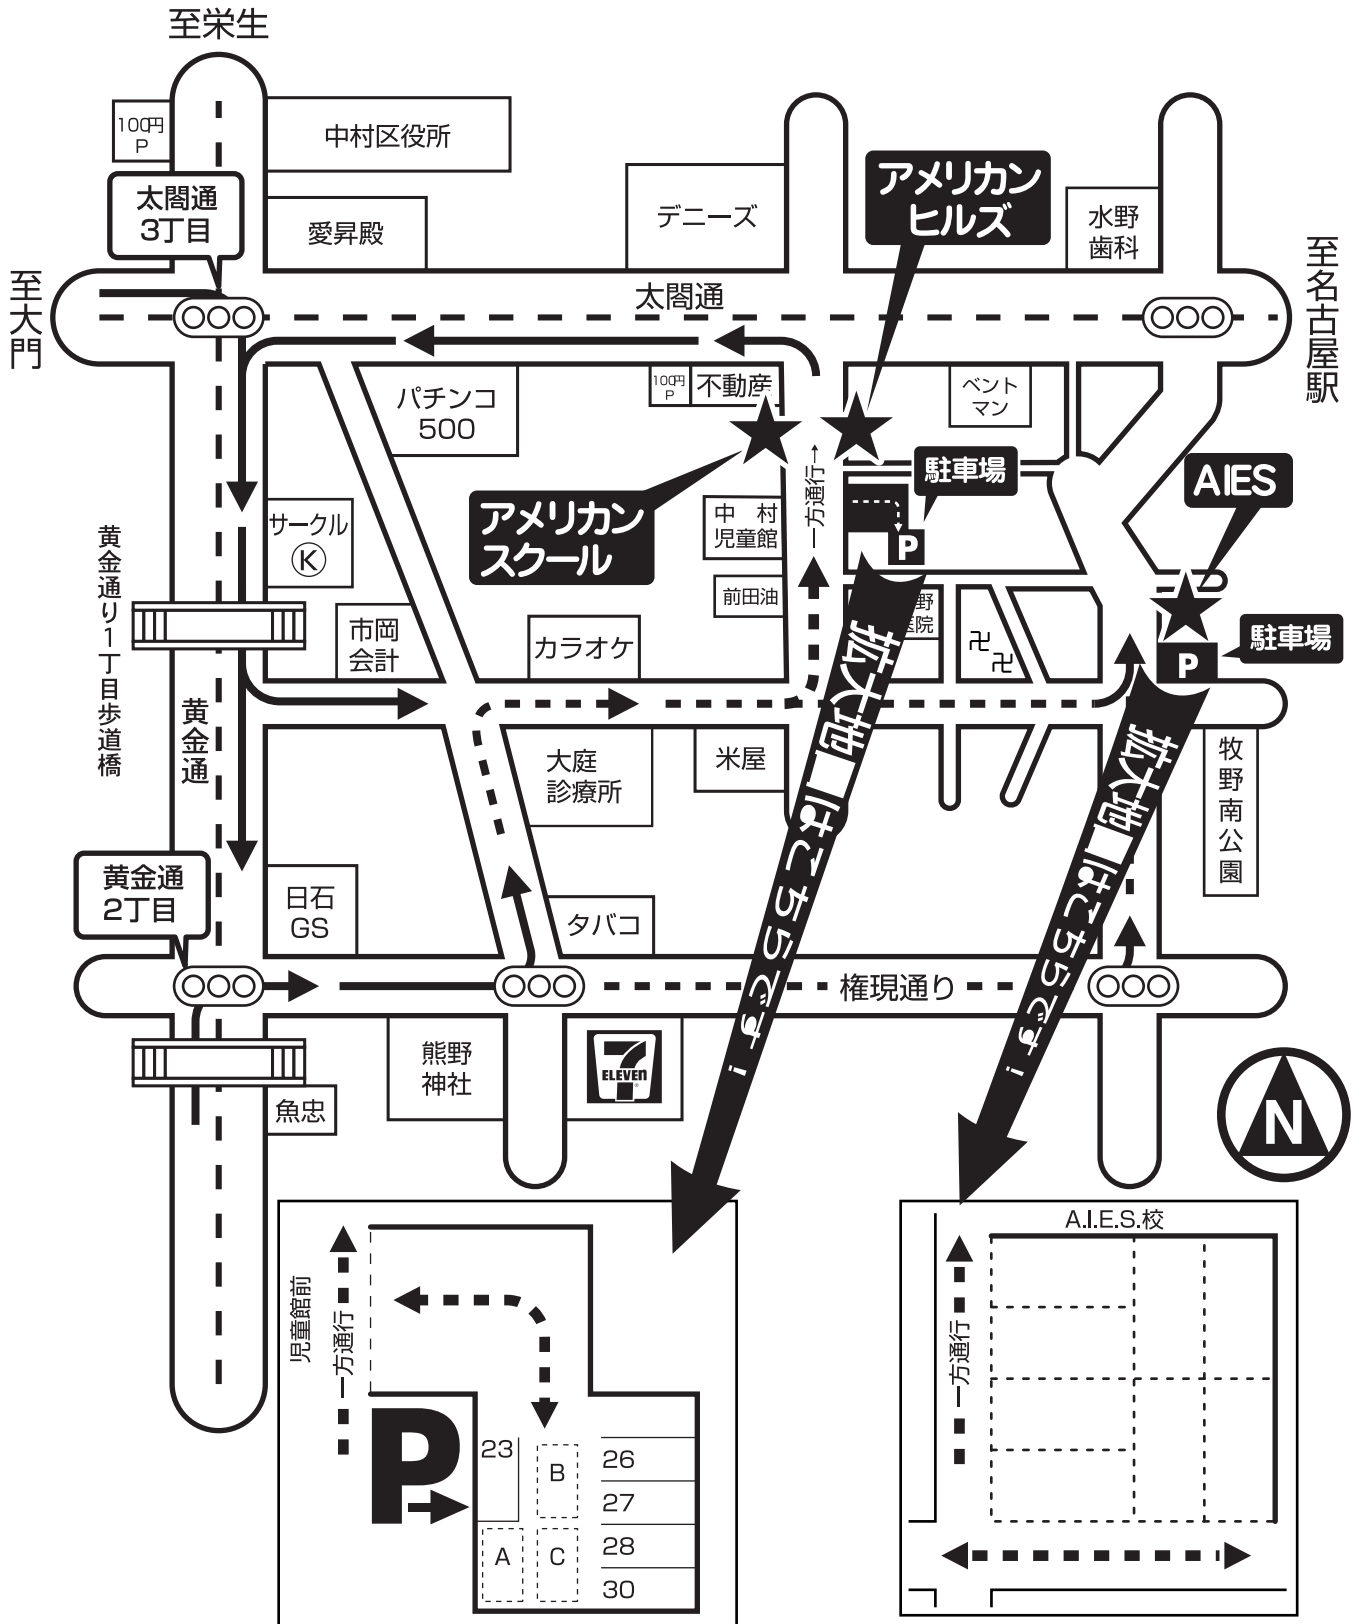 至栄生
100円
P
中村区役所
太閤通
3丁目
愛昇殿
デニーズ
アメリカン
ヒルズ
水野
歯科
至名古屋駅
至大門
太閤通
パチンコ
500
100円
P
不動産
ベント
マン
駐車場
AIES
アメリカン
スクール
一方通行→
中 村
児童館
P
サークル
K
前田油
野
医院
卍
卍
駐車場
P
市岡
会計
カラオケ
黄金通り1丁目歩道橋
黄金通
大庭
診療所
米屋
牧野南公園
拡大地
はこちらです!
拡大地
はこちらです!
黄金通
2丁目
日石
GS
タバコ
権現通り
熊野
神社
7
ELEVEn
®
魚忠
N
児童館前
一方通行
P
23
B
26
27
A
C
28
30
A.I.E.S.校
一方通行